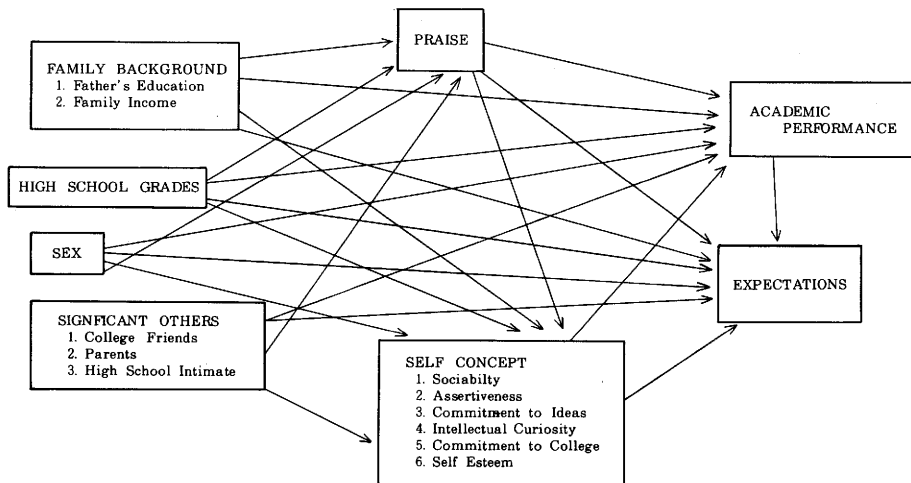 PRAISE
FAMILY BACKGROUND
1. Father's Education
2. Family Income
ACADEMIC
PERFORMANCE
HIGH SCHOOL GRADES
SEX
EXPECTATIONS
SIGNFICANT OTHERS
1. College Friends
2. Parents
3. High School Intimate
SELF CONCEPT
1. Sociabilty
2. Assertiveness
3. Commitment to Ideas
4. Intellectual Curiosity
5. Commitment to College
6. Self Esteem